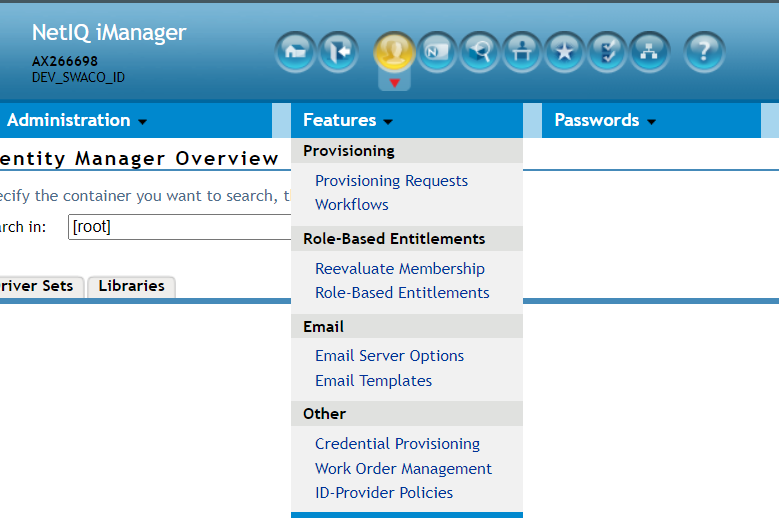 NetIQ iManager
AX266698
DEV_SWACO_ID
N
?
Administration
Features
Passwords
entity Manager Overview
Provisioning
ecify the container you want to search, t
Provisioning Requests
Workflows
arch in:
[root]
Role-Based Entitlements
Reevaluate Membership
Role-Based Entitlements
river Sets
Libraries
Email
Email Server Options
Email Templates
Other
Credential Provisioning
Work Order Management
ID-Provider Policies